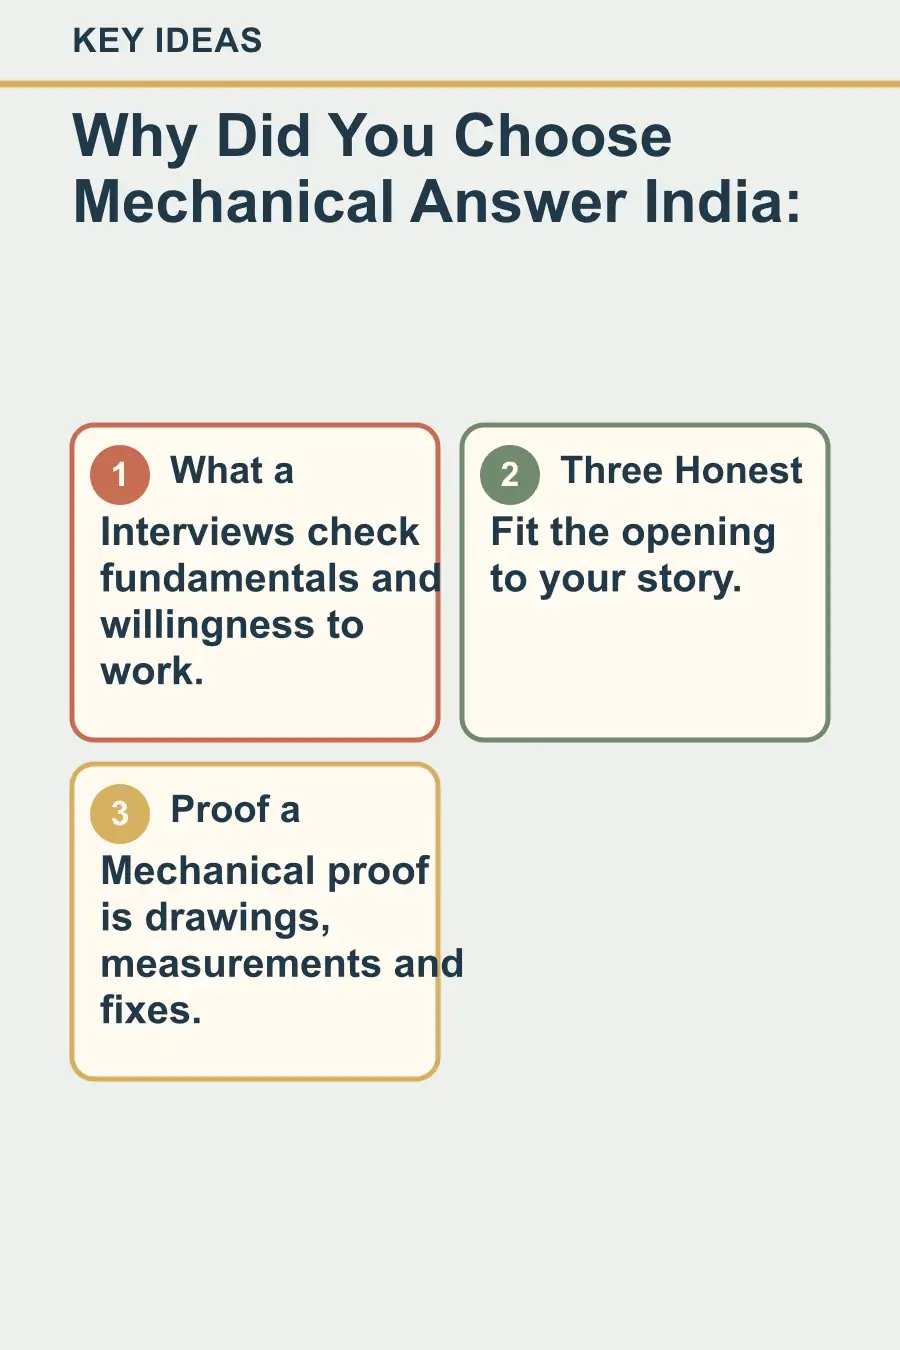 KEY IDEAS
Why Did You Choose
Mechanical Answer India:
1 What a
Interviews check
fundamentals and
willingness to
work.
2 Three Honest
Fit the opening
to your story.
3 Proof a
Mechanical proof
is drawings,
measurements and
fixes.